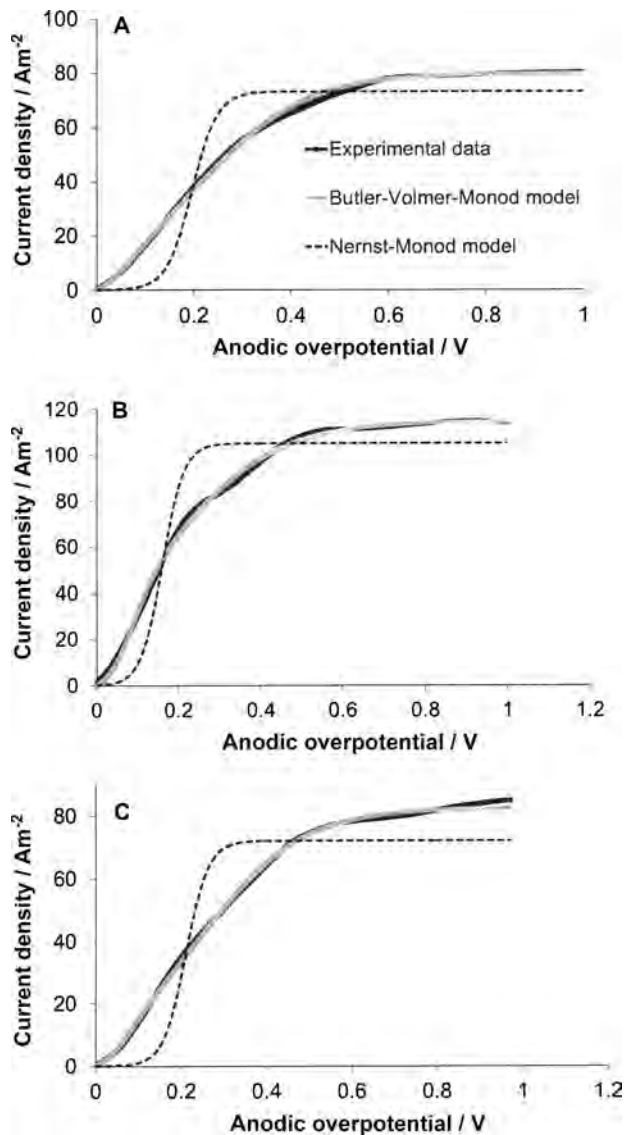 A
Current density / Am-2
100
80
60
40
20
0
Experimental data
Butler-Volmer-Monod model
Nernst-Monod model
0 0.2 0.4 0.6 0.8 1
Anodic overpotential / V
B
Current density / Am-2
120
100
80
60
40
20
0
0 0.2 0.4 0.6 0.8 1 1.2
Anodic overpotential / V
C
Current density / Am-2
80
60
40
20
0
0 0.2 0.4 0.6 0.8 1 1.2
Anodic overpotential / V